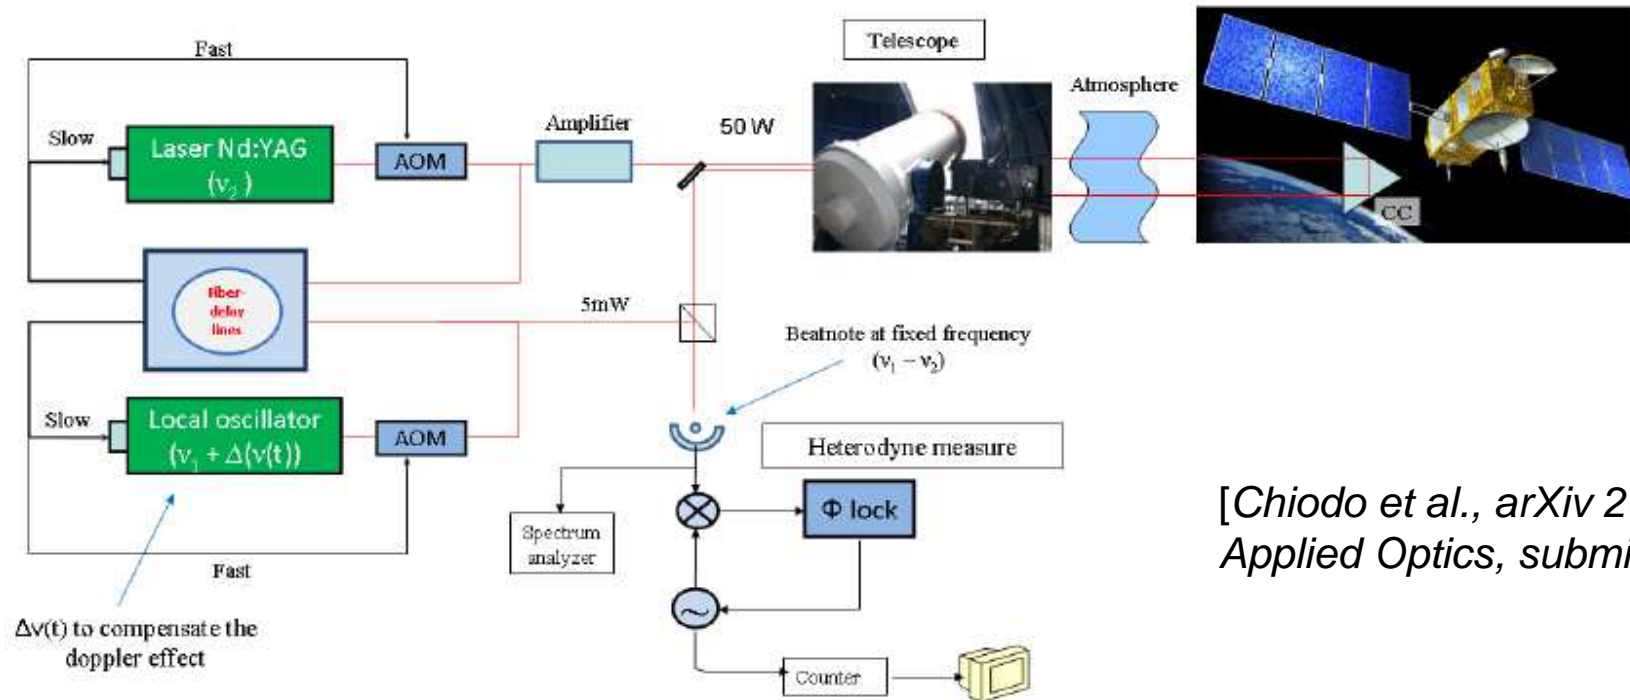 Fast
Telescope
Atmosphere
Slow
Laser Nd:YAG
(ν₂)
AOM
Amplifier
50 W
CC
Fiber-
delay
lines
5mW
Beatnote at fixed frequency
(ν₁ – ν₂)
Slow
Local oscillator
(ν₁ + Δ(ν(t))
AOM
Heterodyne measure
Φ lock
Spectrum
analyzer
Fast
[Chiodo et al., arXiv 2
Applied Optics, submi
Δν(t) to compensate the
doppler effect
Counter